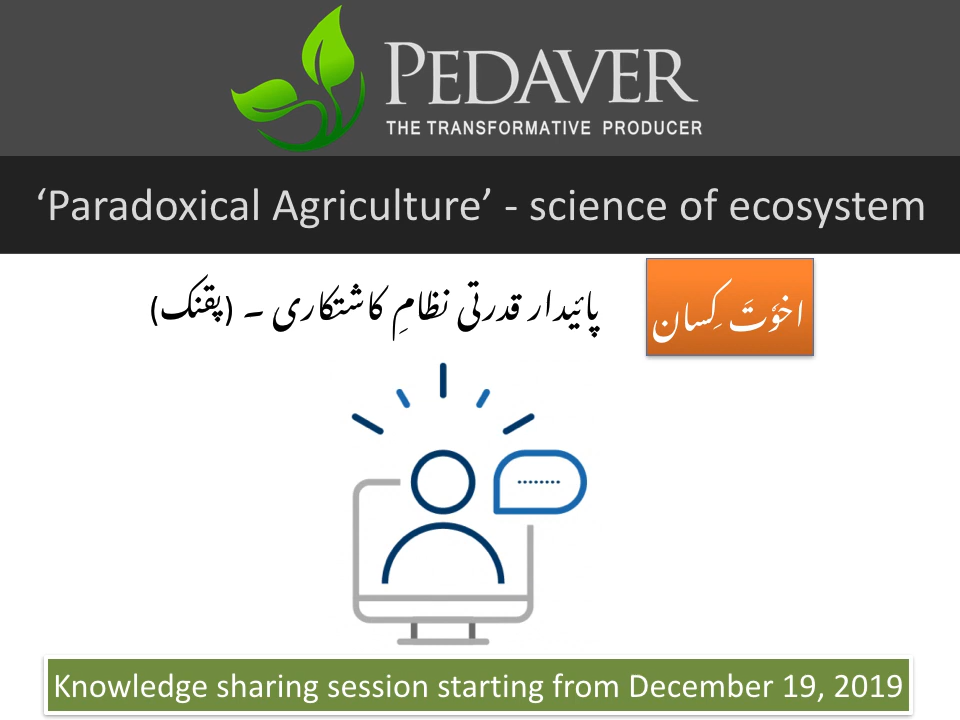 PEDAVER
THE TRANSFORMATIVE PRODUCER
‘Paradoxical Agriculture’ - science of ecosystem
اخوّتَ کِسان
پائیدار قدرتی نظامِ کاشتکاری ۔ (پقنک)
Knowledge sharing session starting from December 19, 2019